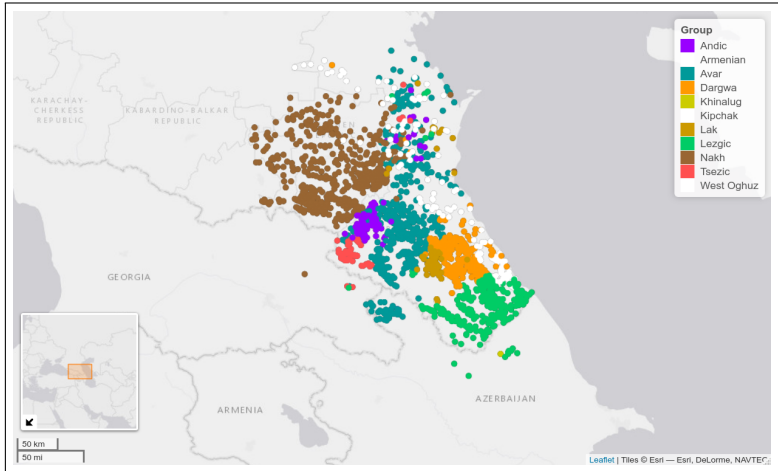 Group
Andic
Armenian
Avar
Dargwa
Khinalug
Kipchak
Lak
Lezgic
Nakh
Tsezic
West Oghuz
KARACHAY-
CHERKESS
REPUBLIC
KABARDINO-BALKAR
REPUBLIC
GEORGIA
AZERBAIJAN
ARMENIA
50 km
50 mi
Leaflet | Tiles © Esri — Esri, DeLorme, NAVTEQ